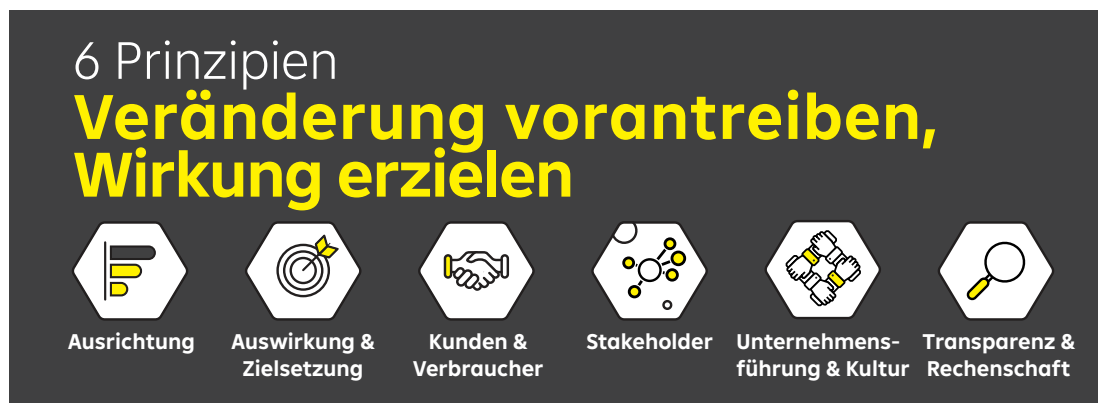 6 Prinzipien
Veränderung vorantreiben,
Wirkung erzielen
Ausrichtung
Auswirkung &
Zielsetzung
Kunden &
Verbraucher
Stakeholder
Unternehmens-
führung & Kultur
Transparenz &
Rechenschaft